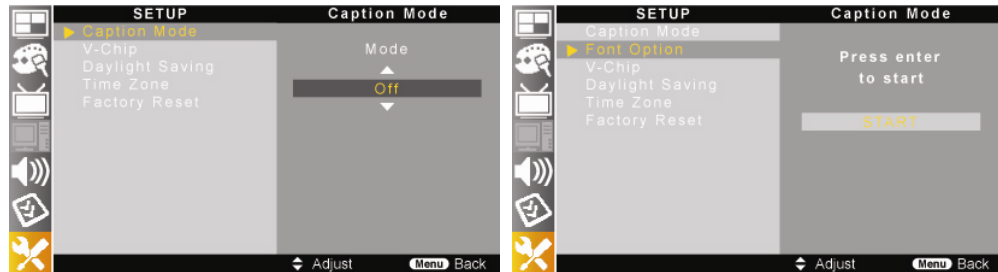 SETUP
Caption Mode
Caption Mode
V-Chip
Daylight Saving
Time Zone
Factory Reset
Mode
Off
Adjust
Menu Back
SETUP
Caption Mode
Caption Mode
Font Option
V-Chip
Daylight Saving
Time Zone
Factory Reset
Press enter
to start
START
Adjust
Menu Back